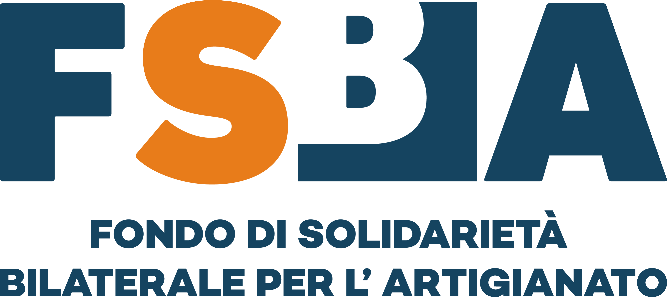 FSBA
FONDO DI SOLIDARIETÀ
BILATERALE PER L' ARTIGIANATO